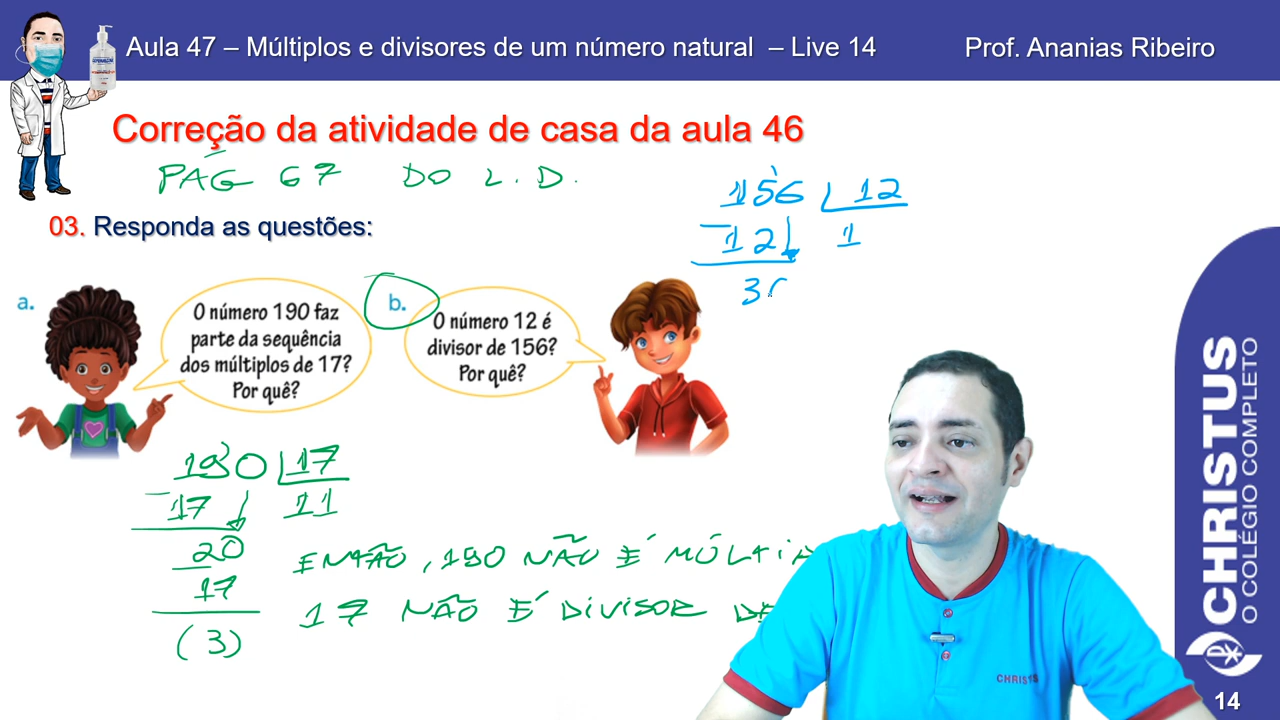 Aula 47 – Múltiplos e divisores de um número natural – Live 14
Prof. Ananias Ribeiro
Correção da atividade de casa da aula 46
PÁG 67 DO L.D.
03. Responda as questões:
156 12
12 1
3
a.
O número 190 faz
parte da sequência
dos múltiplos de 17?
Por quê?
b.
O número 12 é
divisor de 156?
Por quê?
190 17
-17 11
20
17
(3)
ENTÃO, 190 NÃO É
17 NÃO É DIVISOR
CHRISTUS
O COLÉGIO COMPLETO
14